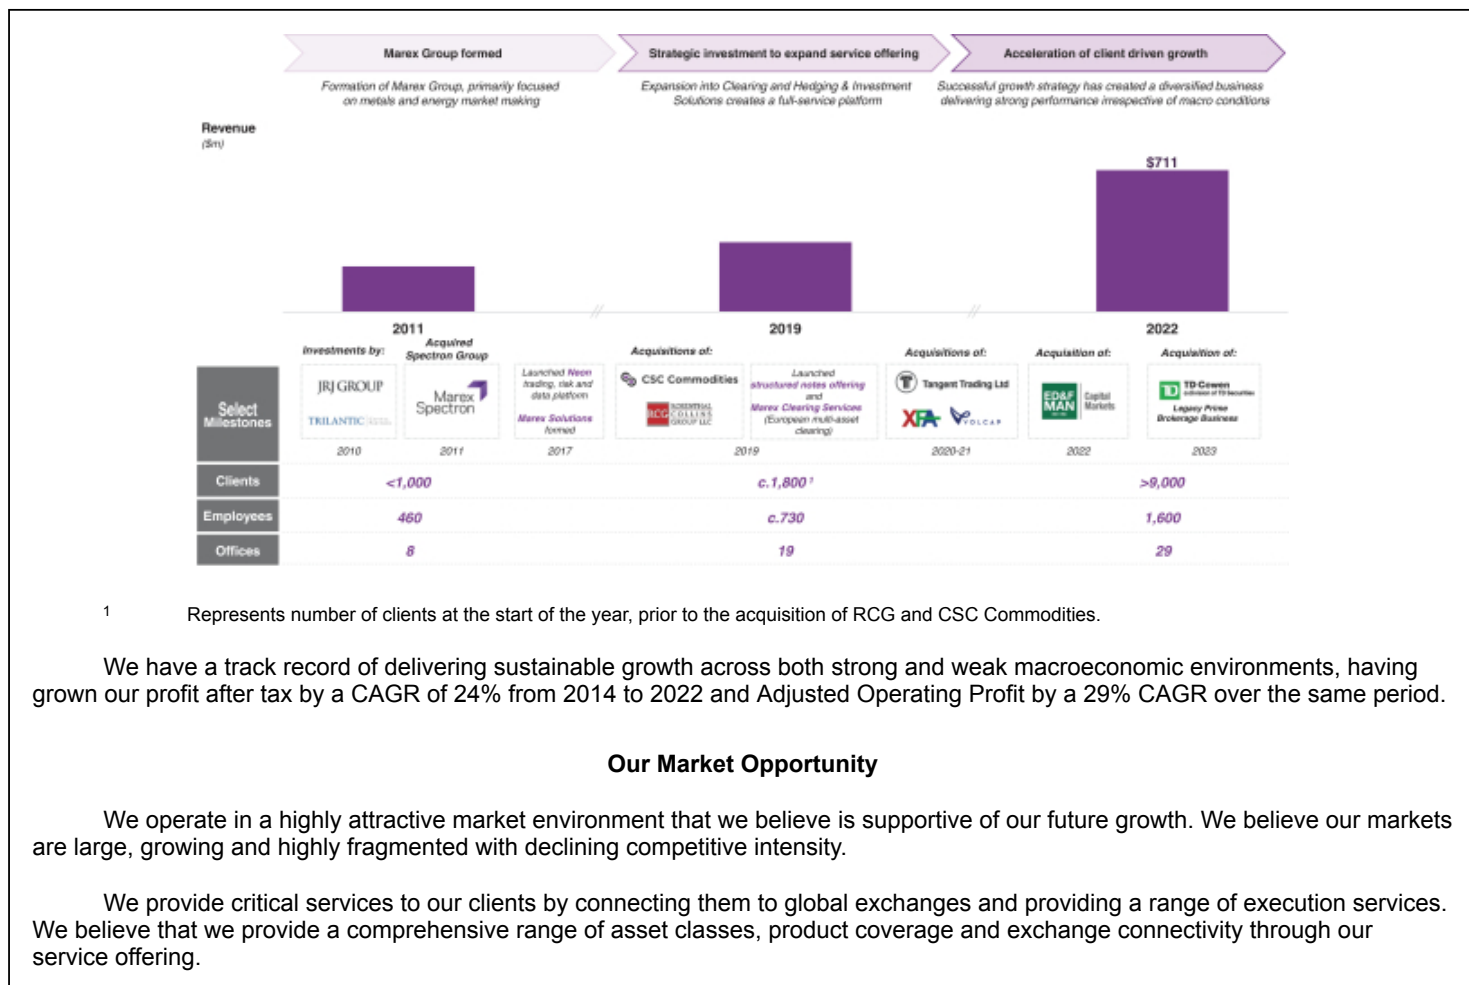 Marex Group formed
Strategic investment to expand service offering
Acceleration of client driven growth
Formation of Marex Group, primarily focused
on metals and energy market making
Expansion into Clearing and Hedging & Investment
Solutions creates a full-service platform
Successful growth strategy has created a diversified business
delivering strong performance irrespective of macro conditions
Revenue
($m)
$711
2011
2019
2022
Investments by:
Acquired
Spectron Group
Acquisitions of:
Acquisitions of:
Acquisition of:
Acquisition of:
Select
Milestones
JRJ GROUP
TRILANTIC
Marex
Spectron
Launched Neon
trading, risk and
data platform
Marex Solutions
formed
CSC Commodities
RCG ROSENTHAL
COLLINS
GROUP LLC
Launched
structured notes offering
and
Marex Clearing Services
(European multi-asset
clearing)
Tangent Trading Ltd
XFA VOLCAP
ED&F
MAN
Capital
Markets
TD Cowen
a division of TD Securities
Legacy Prime
Brokerage Business
2010
2011
2017
2019
2020-21
2022
2023
Clients
<1,000
c.1,800 1
>9,000
Employees
460
c.730
1,600
Offices
8
19
29
1 Represents number of clients at the start of the year, prior to the acquisition of RCG and CSC Commodities.
We have a track record of delivering sustainable growth across both strong and weak macroeconomic environments, having
grown our profit after tax by a CAGR of 24% from 2014 to 2022 and Adjusted Operating Profit by a 29% CAGR over the same period.
Our Market Opportunity
We operate in a highly attractive market environment that we believe is supportive of our future growth. We believe our markets
are large, growing and highly fragmented with declining competitive intensity.
We provide critical services to our clients by connecting them to global exchanges and providing a range of execution services.
We believe that we provide a comprehensive range of asset classes, product coverage and exchange connectivity through our
service offering.